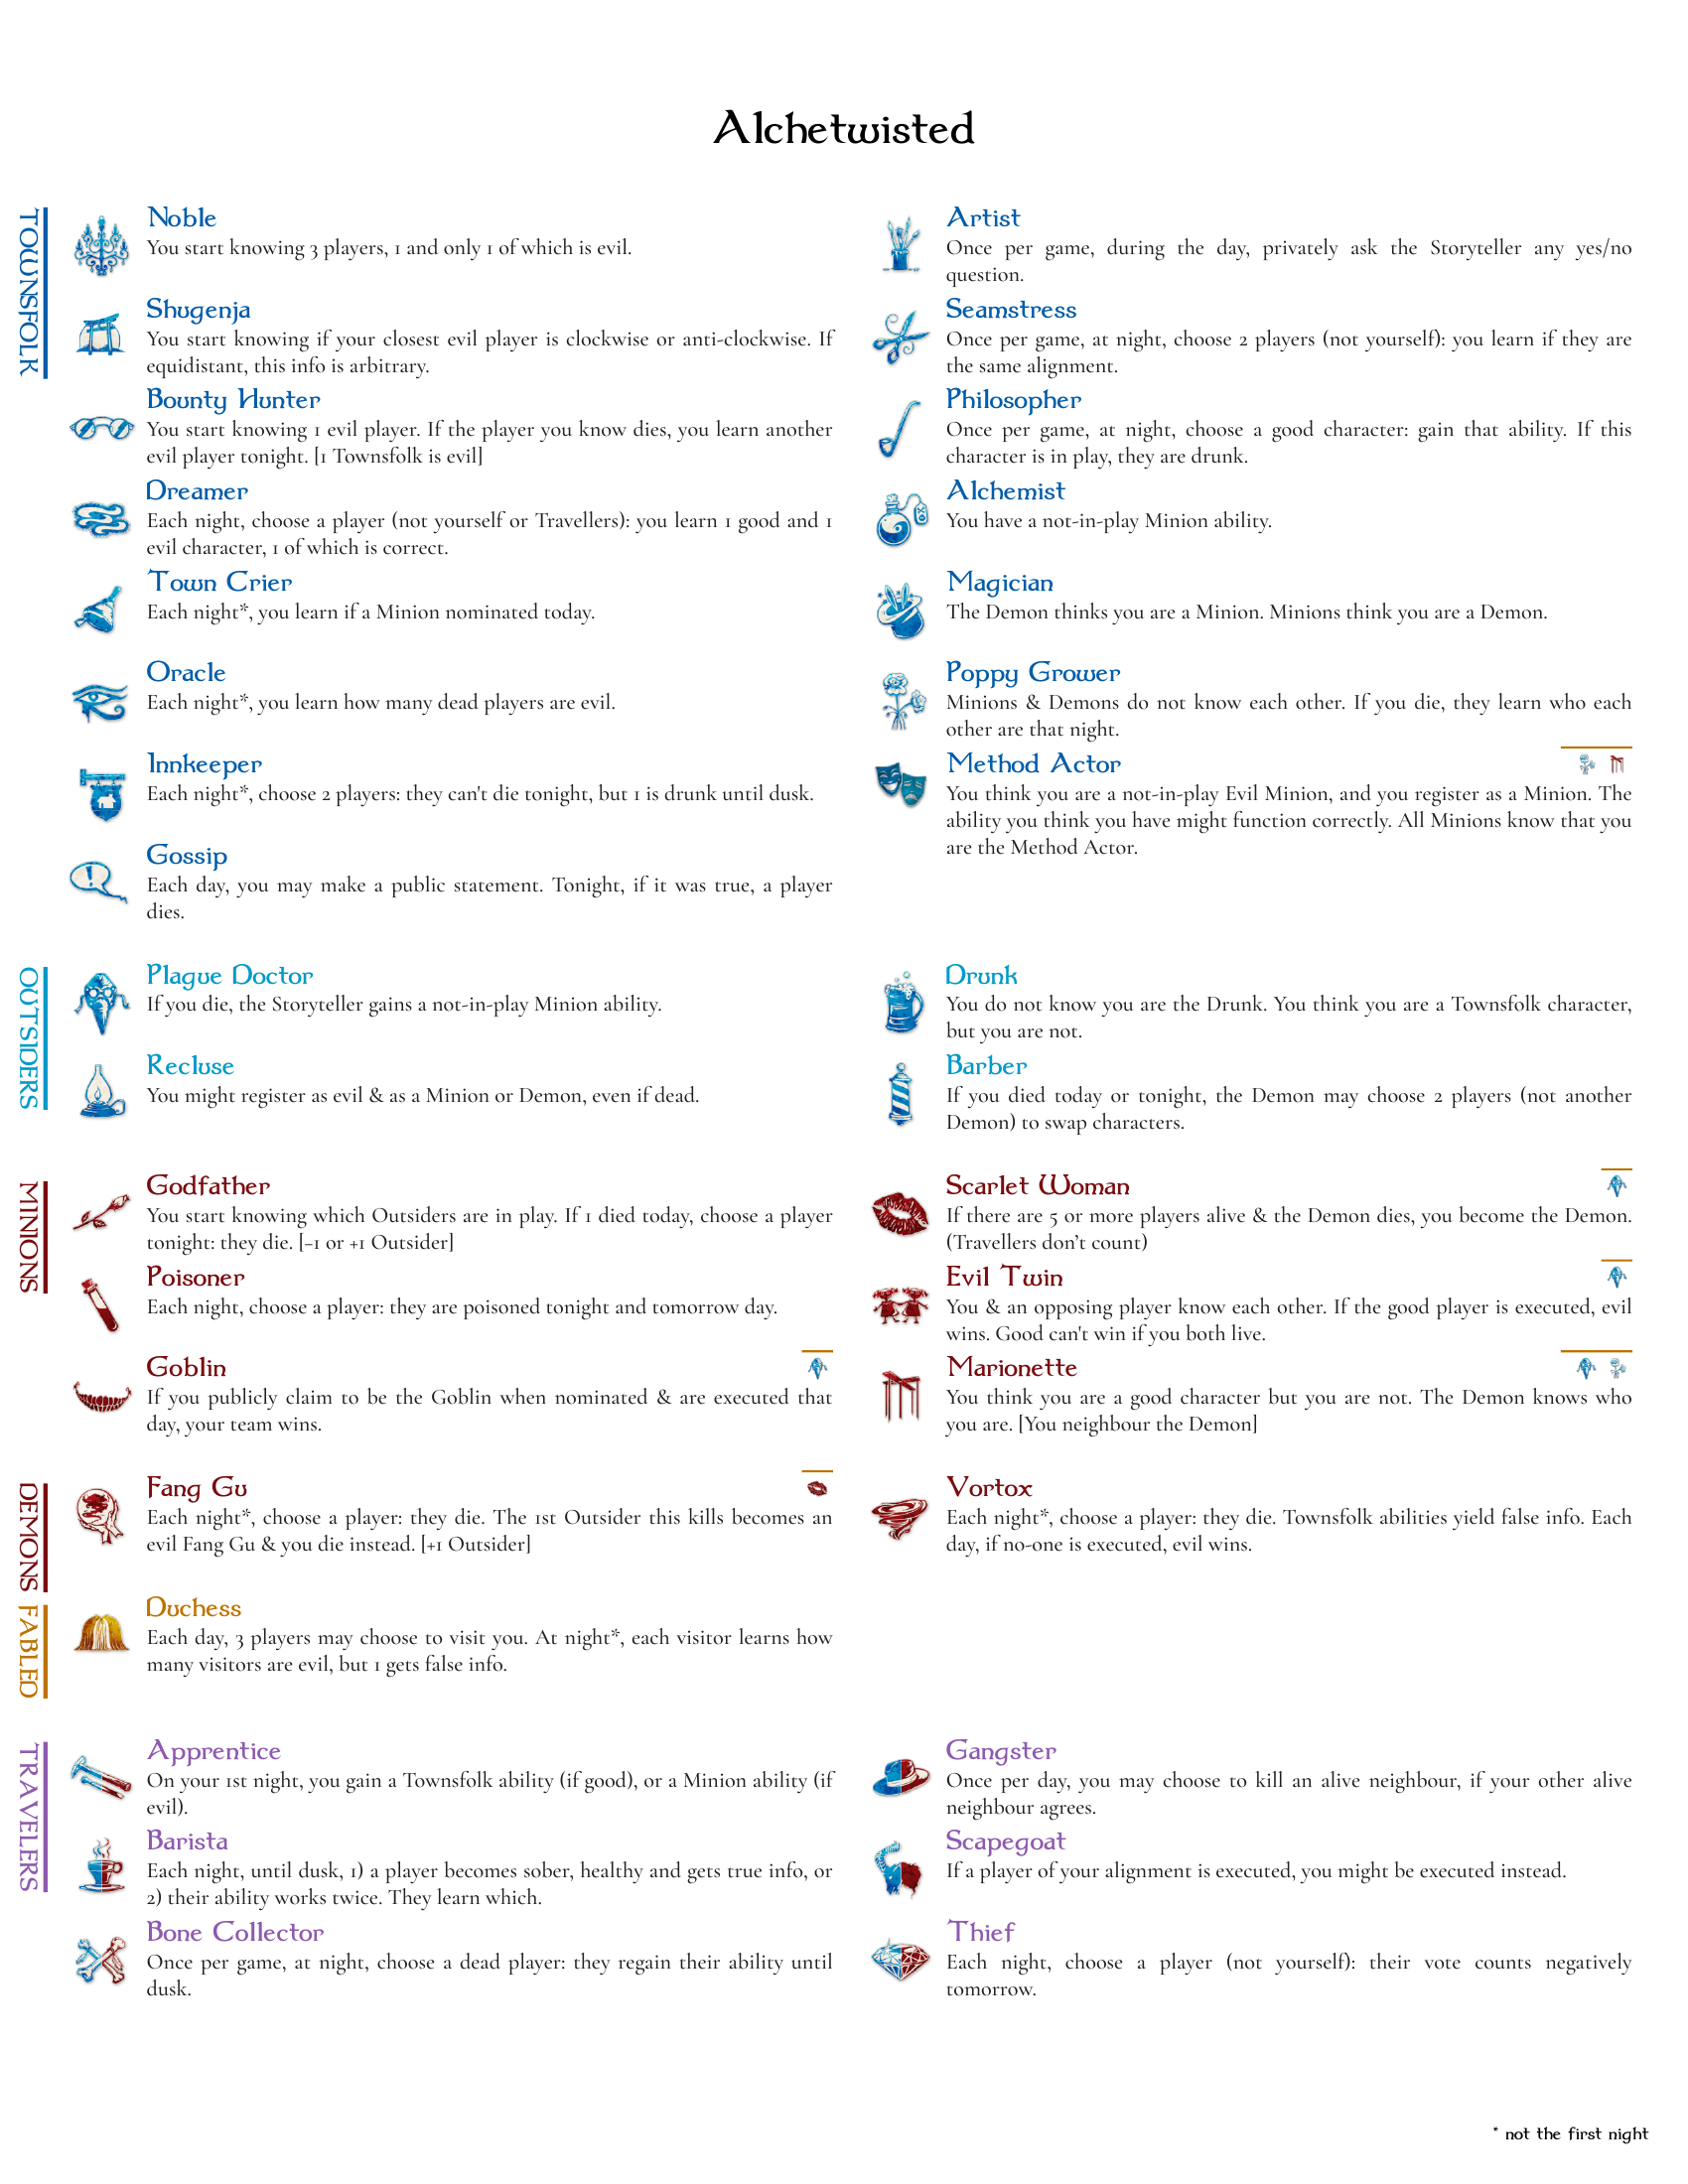 Alchetwisted
TOWNSFOLK
Noble
You start knowing 3 players, 1 and only 1 of which is evil.
Shugenja
You start knowing if your closest evil player is clockwise or anti-clockwise. If
equidistant, this info is arbitrary.
Bounty Hunter
You start knowing 1 evil player. If the player you know dies, you learn another
evil player tonight. [1 Townsfolk is evil]
Dreamer
Each night, choose a player (not yourself or Travellers): you learn 1 good and 1
evil character, 1 of which is correct.
Town Crier
Each night*, you learn if a Minion nominated today.
Oracle
Each night*, you learn how many dead players are evil.
Innkeeper
Each night*, choose 2 players: they can't die tonight, but 1 is drunk until dusk.
Gossip
Each day, you may make a public statement. Tonight, if it was true, a player
dies.
Artist
Once per game, during the day, privately ask the Storyteller any yes/no
question.
Seamstress
Once per game, at night, choose 2 players (not yourself): you learn if they are
the same alignment.
Philosopher
Once per game, at night, choose a good character: gain that ability. If this
character is in play, they are drunk.
Alchemist
You have a not-in-play Minion ability.
Magician
The Demon thinks you are a Minion. Minions think you are a Demon.
Poppy Grower
Minions & Demons do not know each other. If you die, they learn who each
other are that night.
Method Actor
You think you are a not-in-play Evil Minion, and you register as a Minion. The
ability you think you have might function correctly. All Minions know that you
are the Method Actor.
OUTSIDERS
Plague Doctor
If you die, the Storyteller gains a not-in-play Minion ability.
Recluse
You might register as evil & as a Minion or Demon, even if dead.
Drunk
You do not know you are the Drunk. You think you are a Townsfolk character,
but you are not.
Barber
If you died today or tonight, the Demon may choose 2 players (not another
Demon) to swap characters.
MINIONS
Godfather
You start knowing which Outsiders are in play. If 1 died today, choose a player
tonight: they die. [−1 or +1 Outsider]
Poisoner
Each night, choose a player: they are poisoned tonight and tomorrow day.
Goblin
If you publicly claim to be the Goblin when nominated & are executed that
day, your team wins.
Scarlet Woman
If there are 5 or more players alive & the Demon dies, you become the Demon.
(Travellers don’t count)
Evil Twin
You & an opposing player know each other. If the good player is executed, evil
wins. Good can't win if you both live.
Marionette
You think you are a good character but you are not. The Demon knows who
you are. [You neighbour the Demon]
DEMONS
Fang Gu
Each night*, choose a player: they die. The 1st Outsider this kills becomes an
evil Fang Gu & you die instead. [+1 Outsider]
Vortox
Each night*, choose a player: they die. Townsfolk abilities yield false info. Each
day, if no-one is executed, evil wins.
FABLED
Duchess
Each day, 3 players may choose to visit you. At night*, each visitor learns how
many visitors are evil, but 1 gets false info.
TRAVELERS
Apprentice
On your 1st night, you gain a Townsfolk ability (if good), or a Minion ability (if
evil).
Barista
Each night, until dusk, 1) a player becomes sober, healthy and gets true info, or
2) their ability works twice. They learn which.
Bone Collector
Once per game, at night, choose a dead player: they regain their ability until
dusk.
Gangster
Once per day, you may choose to kill an alive neighbour, if your other alive
neighbour agrees.
Scapegoat
If a player of your alignment is executed, you might be executed instead.
Thief
Each night, choose a player (not yourself): their vote counts negatively
tomorrow.
* not the first night